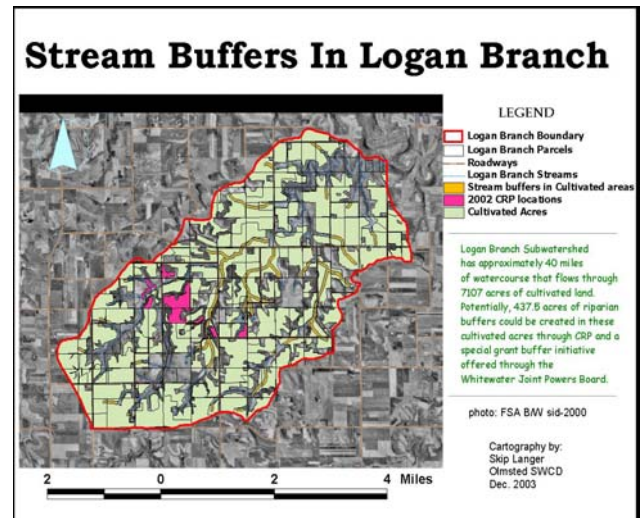 Stream Buffers In Logan Branch
LEGEND
Logan Branch Boundary
Logan Branch Parcels
Roadways
Logan Branch Streams
Stream buffers in Cultivated areas
2002 CRP locations
Cultivated Acres
Logan Branch Subwatershed
has approximately 40 miles
of watercourse that flows through
7107 acres of cultivated land.
Potentially, 437.5 acres of riparian
buffers could be created in these
cultivated acres through CRP and a
special grant buffer initiative
offered through the
Whitewater Joint Powers Board.
photo: FSA B/W sid-2000
Cartography by:
Skip Langer
Olmsted SWCD
Dec. 2003
2 0 2 4 Miles